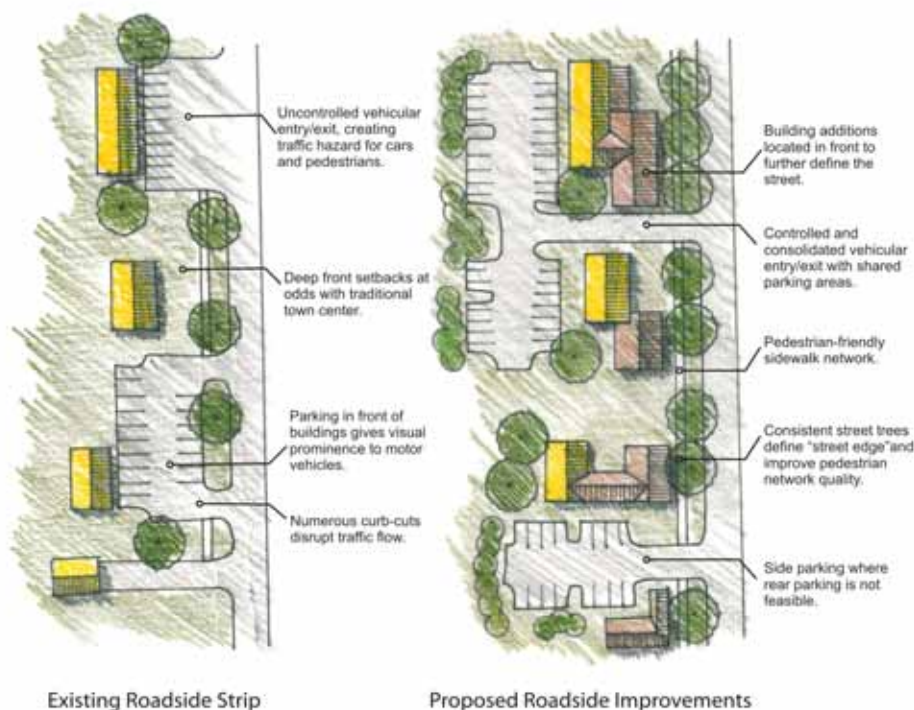 Uncontrolled vehicular
entry/exit, creating
traffic hazard for cars
and pedestrians.
Deep front setbacks at
odds with traditional
town center.
Parking in front of
buildings gives visual
prominence to motor
vehicles.
Numerous curb-cuts
disrupt traffic flow.
Existing Roadside Strip
Building additions
located in front to
further define the
street.
Controlled and
consolidated vehicular
entry/exit with shared
parking areas.
Pedestrian-friendly
sidewalk network.
Consistent street trees
define "street edge"and
improve pedestrian
network quality.
Side parking where
rear parking is not
feasible.
Proposed Roadside Improvements